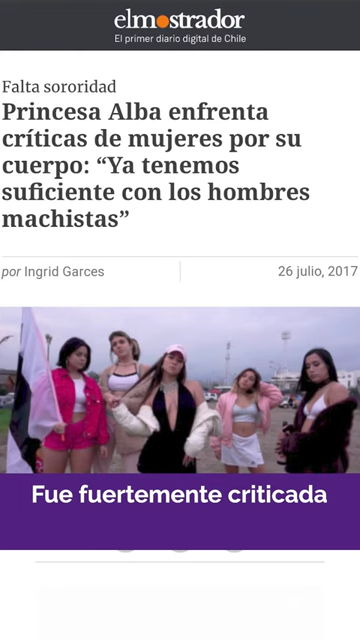 elmostrador
El primer diario digital de Chile
Falta sororidad
Princesa Alba enfrenta
críticas de mujeres por su
cuerpo: “Ya tenemos
suficiente con los hombres
machistas”
por Ingrid Garces
26 julio, 2017
Fue fuertemente criticada